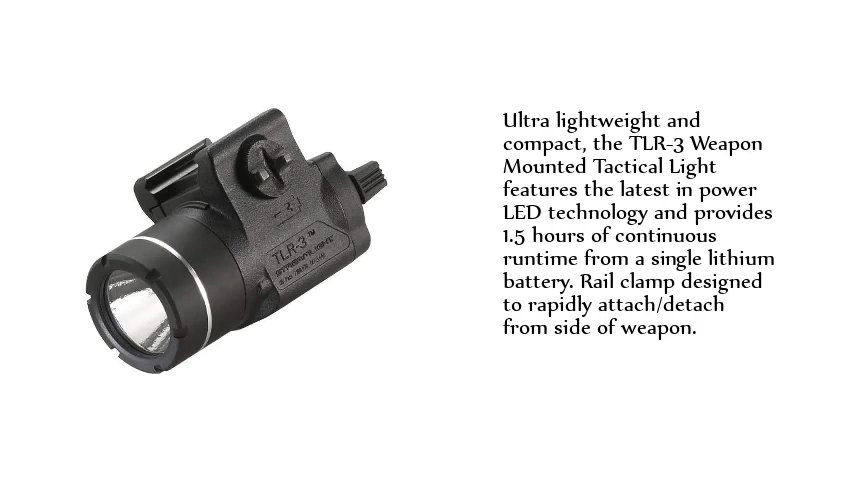 TLR-3™
STREAMLIGHT
Ultra lightweight and
compact, the TLR-3 Weapon
Mounted Tactical Light
features the latest in power
LED technology and provides
1.5 hours of continuous
runtime from a single lithium
battery. Rail clamp designed
to rapidly attach/detach
from side of weapon.